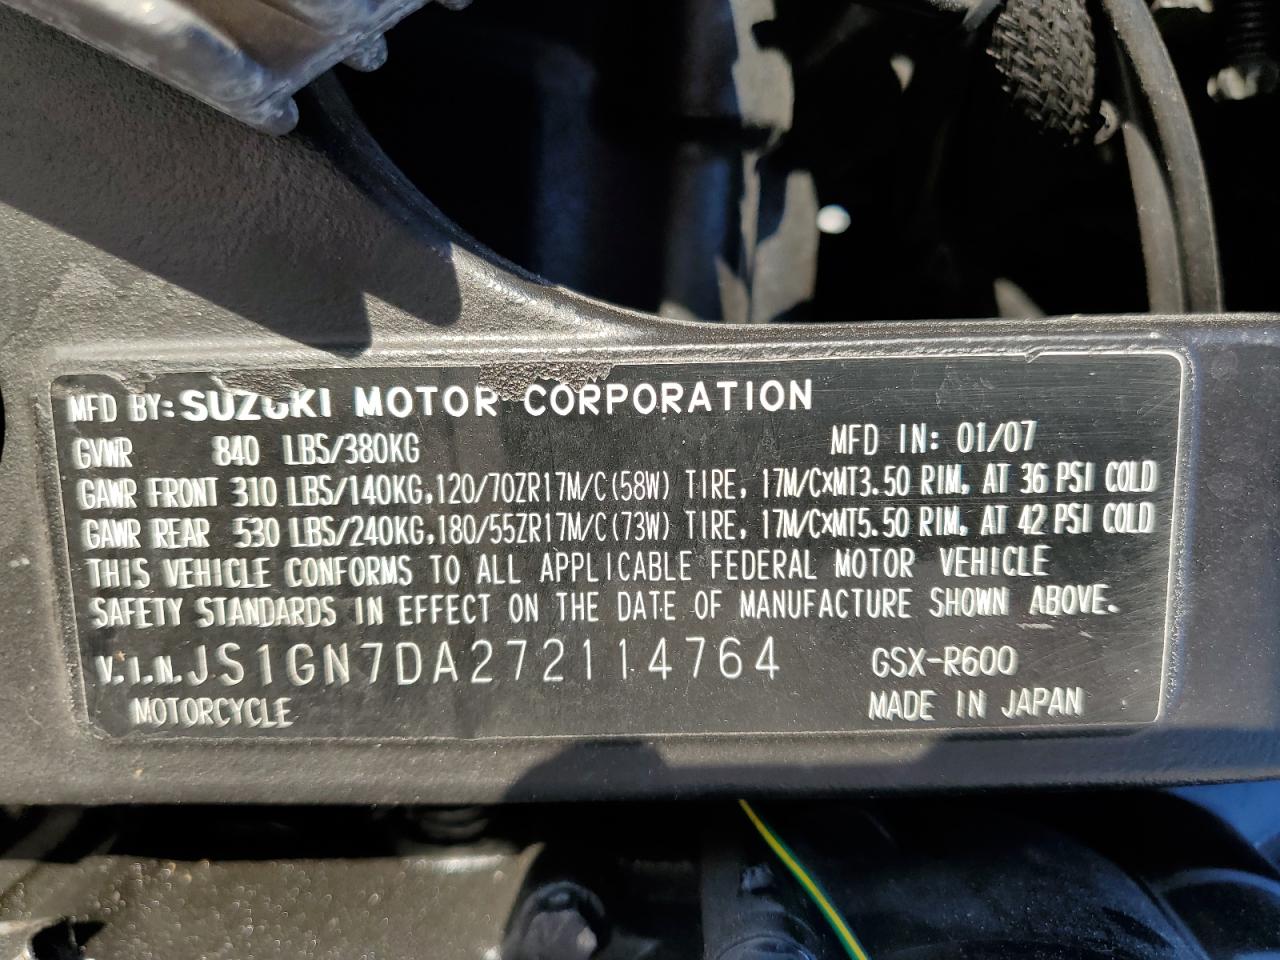 MFD BY: SUZUKI MOTOR CORPORATION
GVWR 840 LBS/380KG MFD IN: 01/07
GAWR FRONT 310 LBS/140KG,120/70ZR17M/C(58W) TIRE, 17M/C×MT3.50 RIM, AT 36 PSI COLD
GAWR REAR 530 LBS/240KG,180/55ZR17M/C(73W) TIRE, 17M/C×MT5.50 RIM, AT 42 PSI COLD
THIS VEHICLE CONFORMS TO ALL APPLICABLE FEDERAL MOTOR VEHICLE
SAFETY STANDARDS IN EFFECT ON THE DATE OF MANUFACTURE SHOWN ABOVE.
V.I.N. JS1GN7DA272114764 GSX-R600
MOTORCYCLE MADE IN JAPAN